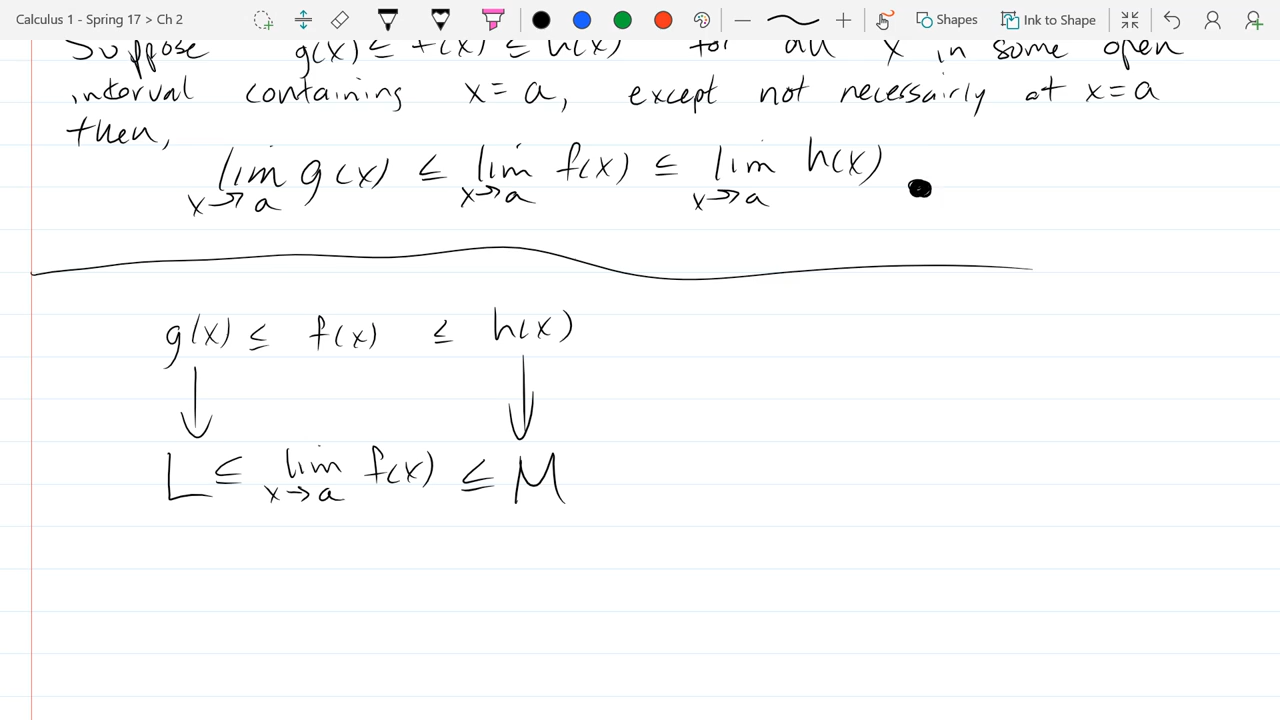 Calculus 1 - Spring 17 > Ch 2 Shapes Ink to Shape
Suppose g(x) ≤ f(x) ≤ h(x) for all x in some open
interval containing x = a, except not necessairly at x = a
then,
lim x→a g(x) ≤ lim x→a f(x) ≤ lim x→a h(x)
g(x) ≤ f(x) ≤ h(x)
L ≤ lim x→a f(x) ≤ M